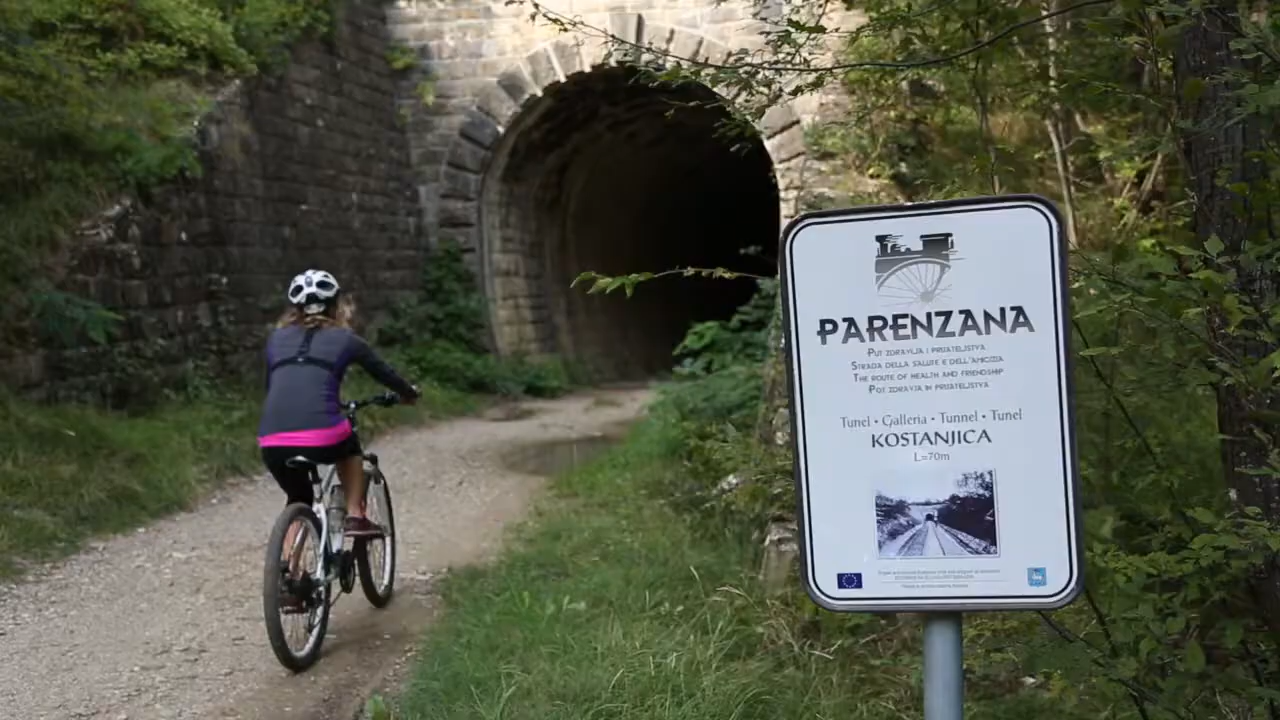 PARENZANA
PUT ZDRAVLJA I PRIJATELJSTVA
STRADA DELLA SALUTE E DELL'AMICIZIA
THE ROUTE OF HEALTH AND FRIENDSHIP
POT ZDRAVJA IN PRIJATELJSTVA
Tunel • Galleria • Tunnel • Tunel
KOSTANJICA
L=70m